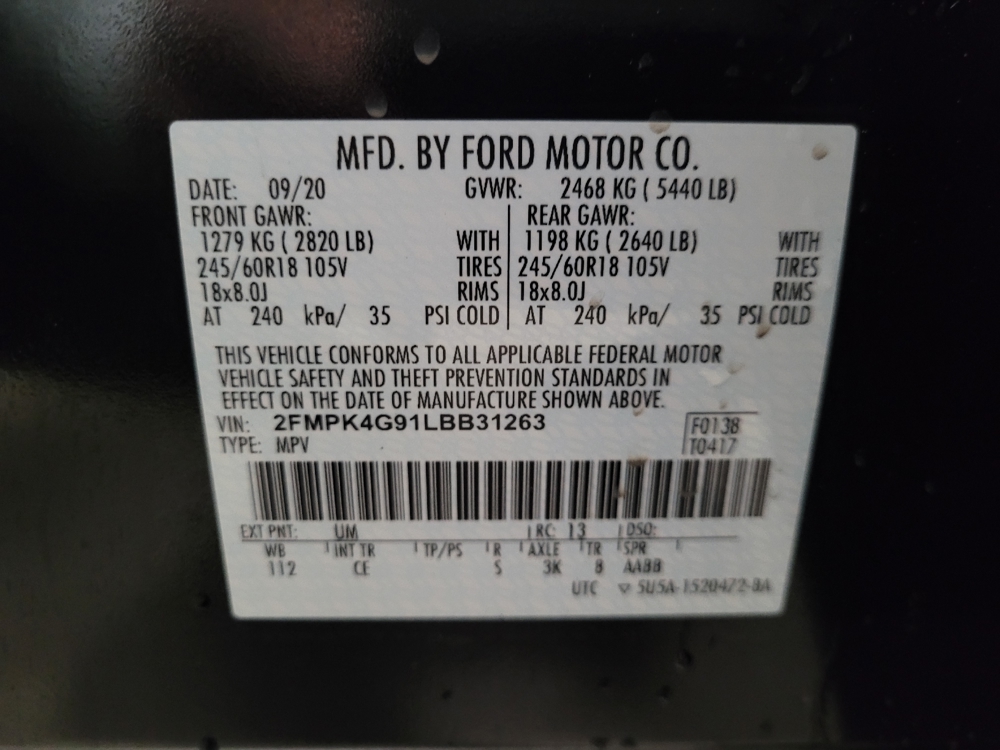 MFD. BY FORD MOTOR CO.
DATE: 09/20 GVWR: 2468 KG ( 5440 LB)
FRONT GAWR: REAR GAWR:
1279 KG ( 2820 LB) WITH 1198 KG ( 2640 LB) WITH
245/60R18 105V TIRES 245/60R18 105V TIRES
18x8.0J RIMS 18x8.0J RIMS
AT 240 kPa/ 35 PSI COLD AT 240 kPa/ 35 PSI COLD
THIS VEHICLE CONFORMS TO ALL APPLICABLE FEDERAL MOTOR
VEHICLE SAFETY AND THEFT PREVENTION STANDARDS IN
EFFECT ON THE DATE OF MANUFACTURE SHOWN ABOVE.
VIN: 2FMPK4G91LBB31263 F0138
TYPE: MPV T0417
EXT PNT: UM RC: 13 DSO:
WB INT TR TP/PS R AXLE TR SPR
112 CE S 3K 8 AABB
UTC ▽ 5U5A-1520472-BA